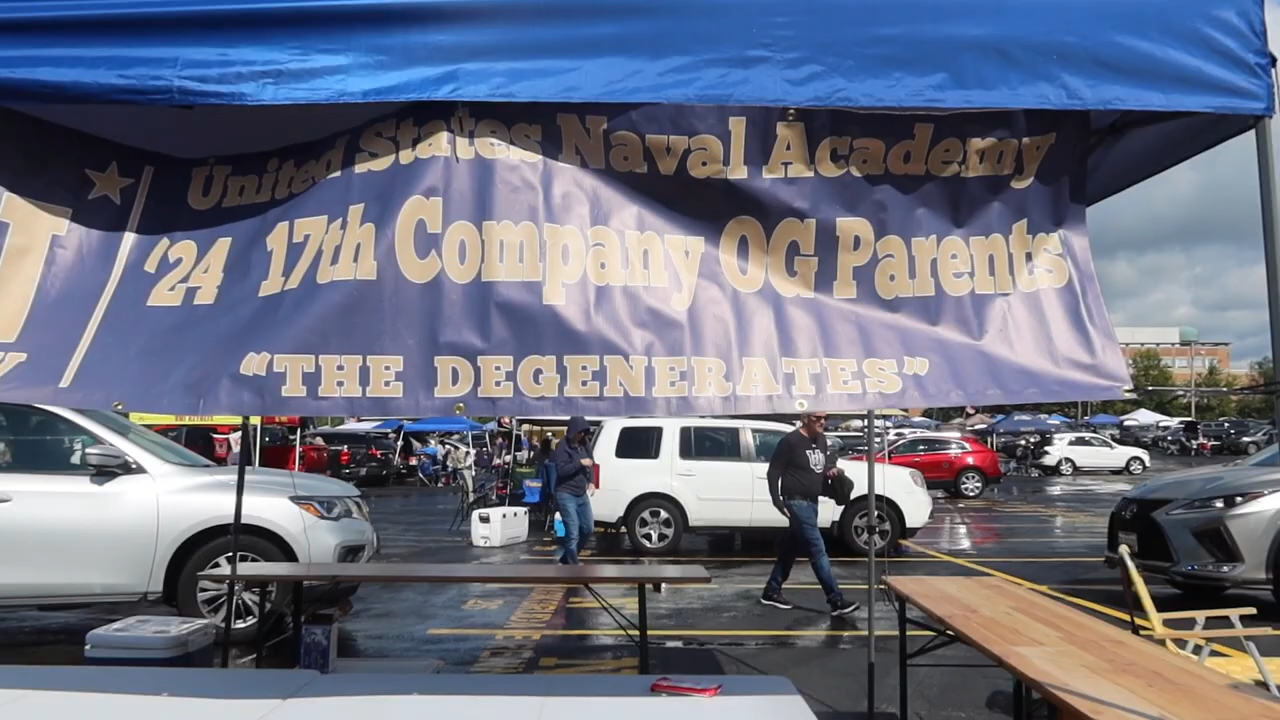 United States Naval Academy
'24 17th Company OG Parents
"THE DEGENERATES"